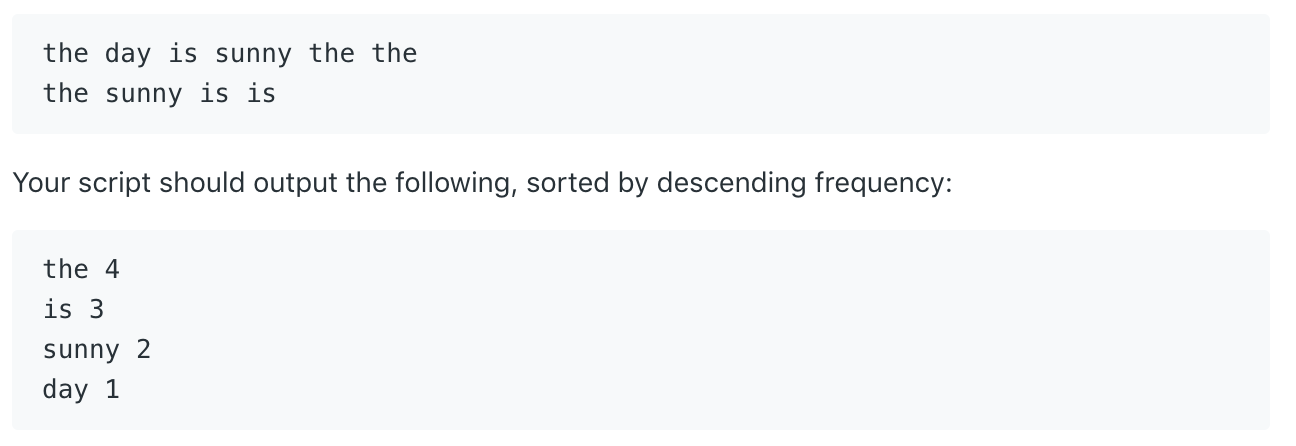 the day is sunny the the
the sunny is is
Your script should output the following, sorted by descending frequency:
the 4
is 3
sunny 2
day 1